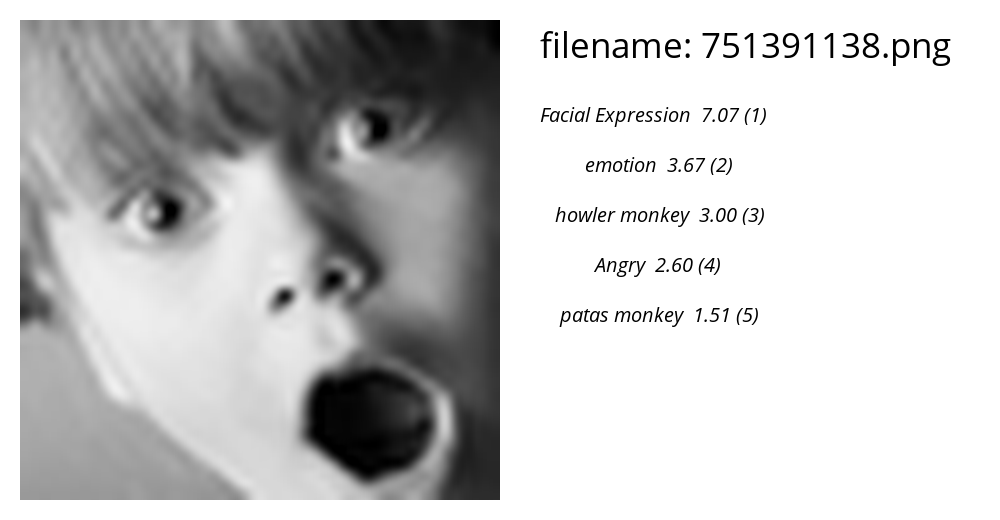 filename: 751391138.png
Facial Expression 7.07 (1)
emotion 3.67 (2)
howler monkey 3.00 (3)
Angry 2.60 (4)
patas monkey 1.51 (5)